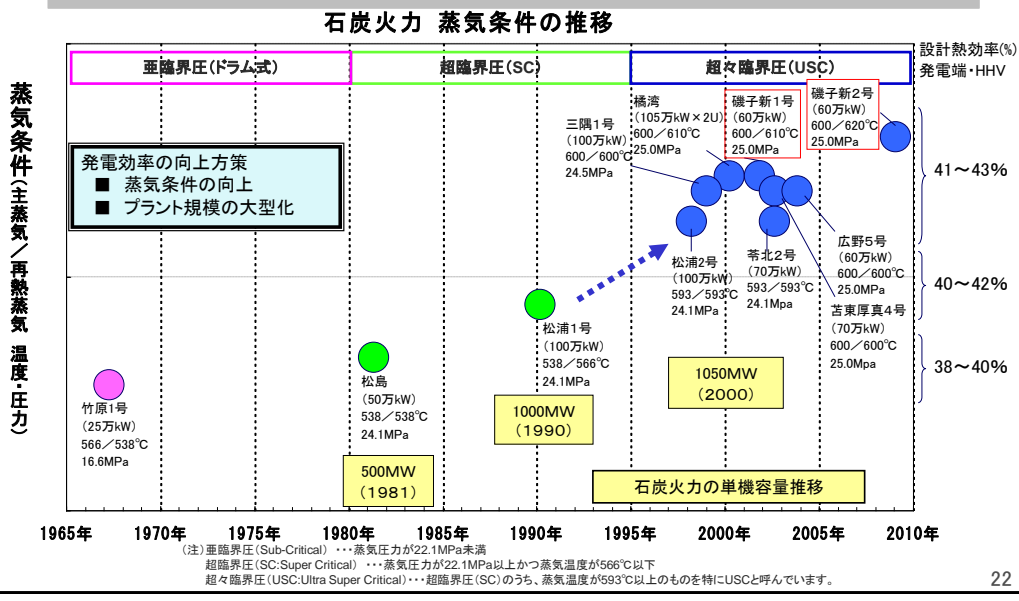 石炭火力 蒸気条件の推移
設計熱効率(%)
発電端・HHV
亜臨界圧(ドラム式)
超臨界圧(SC)
超々臨界圧(USC)
蒸気条件(主蒸気/再熱蒸気 温度・圧力)
発電効率の向上方策
■ 蒸気条件の向上
■ プラント規模の大型化
三隅1号
(100万kW)
600/600℃
24.5MPa
橘湾
(105万kW×2U)
600/610℃
25.0MPa
磯子新1号
(60万kW)
600/610℃
25.0MPa
磯子新2号
(60万kW)
600/620℃
25.0MPa
41~43%
40~42%
38~40%
松浦2号
(100万kW)
593/593℃
24.1MPa
苓北2号
(70万kW)
593/593℃
24.1Mpa
広野5号
(60万kW)
600/600℃
25.0MPa
苫東厚真4号
(70万kW)
600/600℃
25.0Mpa
松浦1号
(100万kW)
538/566℃
24.1MPa
松島
(50万kW)
538/538℃
24.1MPa
竹原1号
(25万kW)
566/538℃
16.6MPa
500MW
(1981)
1000MW
(1990)
1050MW
(2000)
石炭火力の単機容量推移
1965年 1970年 1975年 1980年 1985年 1990年 1995年 2000年 2005年 2010年
(注)亜臨界圧(Sub-Critical) ・・・蒸気圧力が22.1MPa未満
超臨界圧(SC:Super Critical) ・・・蒸気圧力が22.1MPa以上かつ蒸気温度が566℃以下
超々臨界圧(USC:Ultra Super Critical)・・・超臨界圧(SC)のうち、蒸気温度が593℃以上のものを特にUSCと呼んでいます。
22